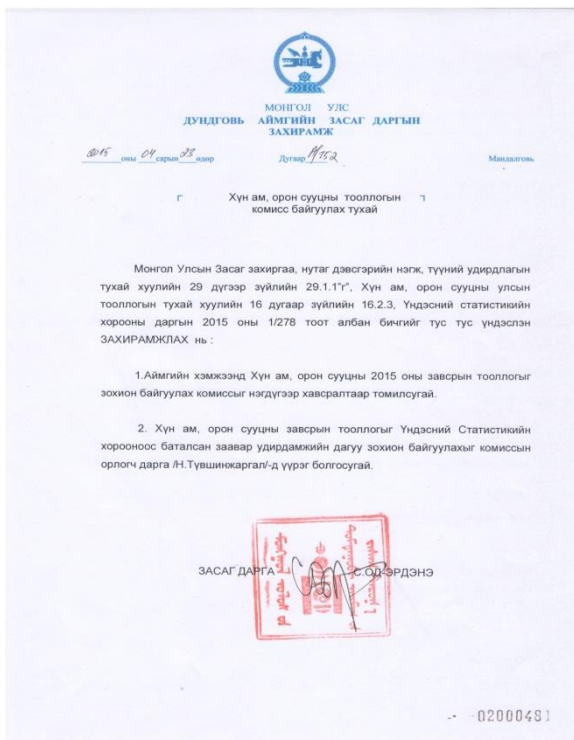 МОНГОЛ УЛС
ДУНДГОВЬ АЙМГИЙН ЗАСАГ ДАРГЫН
ЗАХИРАМЖ
2015 оны 04 сарын 23 өдөр Дугаар А/152 Мандалговь
Хүн ам, орон сууцны тооллогын
комисс байгуулах тухай
Монгол Улсын Засаг захиргаа, нутаг дэвсгэрийн нэгж, түүний удирдлагын
тухай хуулийн 29 дүгээр зүйлийн 29.1.1"г", Хүн ам, орон сууцны улсын
тооллогын тухай хуулийн 16 дугаар зүйлийн 16.2.3, Үндэсний статистикийн
хорооны даргын 2015 оны 1/278 тоот албан бичгийг тус тус үндэслэн
ЗАХИРАМЖЛАХ нь :
1.Аймгийн хэмжээнд Хүн ам, орон сууцны 2015 оны завсрын тооллогыг
зохион байгуулах комиссыг нэгдүгээр хавсралтаар томилсугай.
2. Хүн ам, орон сууцны завсрын тооллогыг Үндэсний Статистикийн
хорооноос баталсан заавар удирдамжийн дагуу зохион байгуулахыг комиссын
орлогч дарга /Н.Түвшинжаргал/-д үүрэг болгосугай.
ЗАСАГ ДАРГА С.ОД-ЭРДЭНЭ
02000481